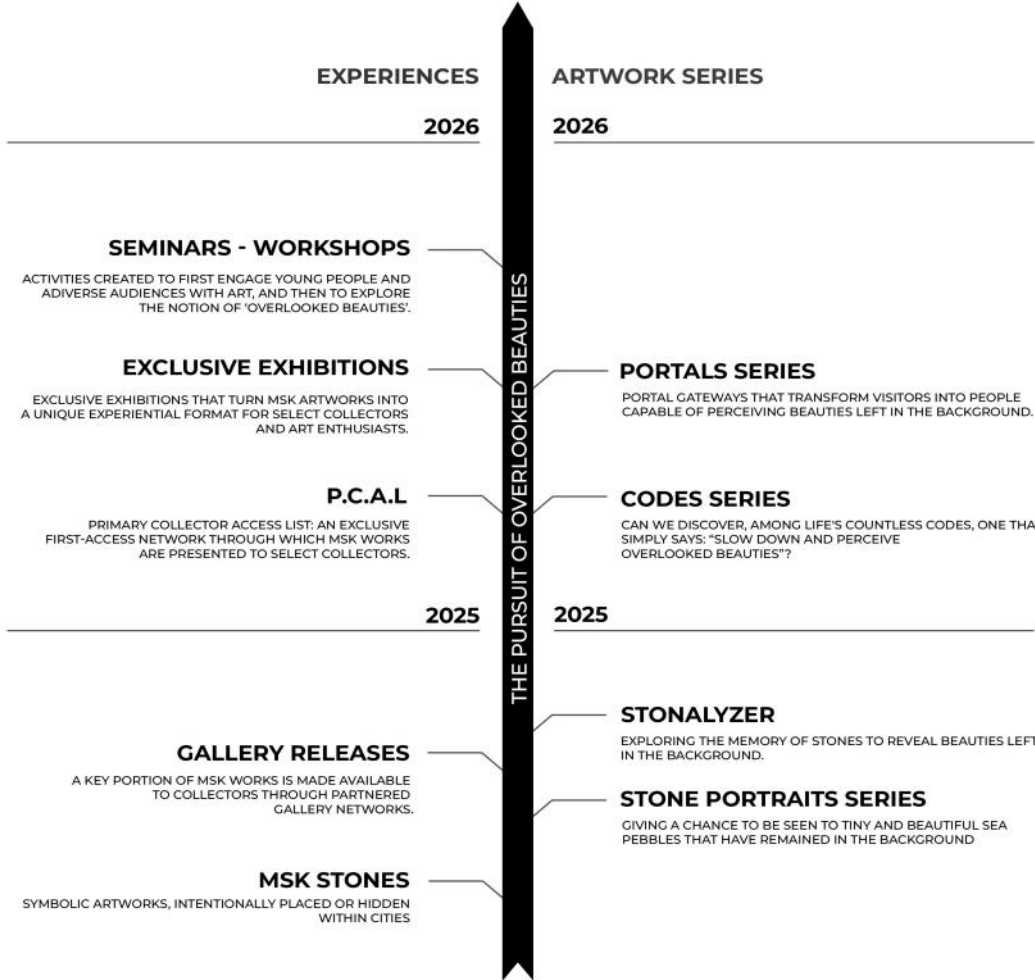 EXPERIENCES
2026
SEMINARS - WORKSHOPS
ACTIVITIES CREATED TO FIRST ENGAGE YOUNG PEOPLE AND
ADIVERSE AUDIENCES WITH ART, AND THEN TO EXPLORE
THE NOTION OF ‘OVERLOOKED BEAUTIES’.
EXCLUSIVE EXHIBITIONS
EXCLUSIVE EXHIBITIONS THAT TURN MSK ARTWORKS INTO
A UNIQUE EXPERIENTIAL FORMAT FOR SELECT COLLECTORS
AND ART ENTHUSIASTS.
P.C.A.L
PRIMARY COLLECTOR ACCESS LIST: AN EXCLUSIVE
FIRST-ACCESS NETWORK THROUGH WHICH MSK WORKS
ARE PRESENTED TO SELECT COLLECTORS.
2025
GALLERY RELEASES
A KEY PORTION OF MSK WORKS IS MADE AVAILABLE
TO COLLECTORS THROUGH PARTNERED
GALLERY NETWORKS.
MSK STONES
SYMBOLIC ARTWORKS, INTENTIONALLY PLACED OR HIDDEN
WITHIN CITIES
THE PURSUIT OF OVERLOOKED BEAUTIES
ARTWORK SERIES
2026
PORTALS SERIES
PORTAL GATEWAYS THAT TRANSFORM VISITORS INTO PEOPLE
CAPABLE OF PERCEIVING BEAUTIES LEFT IN THE BACKGROUND.
CODES SERIES
CAN WE DISCOVER, AMONG LIFE'S COUNTLESS CODES, ONE THA
SIMPLY SAYS: “SLOW DOWN AND PERCEIVE
OVERLOOKED BEAUTIES”?
2025
STONALYZER
EXPLORING THE MEMORY OF STONES TO REVEAL BEAUTIES LEFT
IN THE BACKGROUND.
STONE PORTRAITS SERIES
GIVING A CHANCE TO BE SEEN TO TINY AND BEAUTIFUL SEA
PEBBLES THAT HAVE REMAINED IN THE BACKGROUND